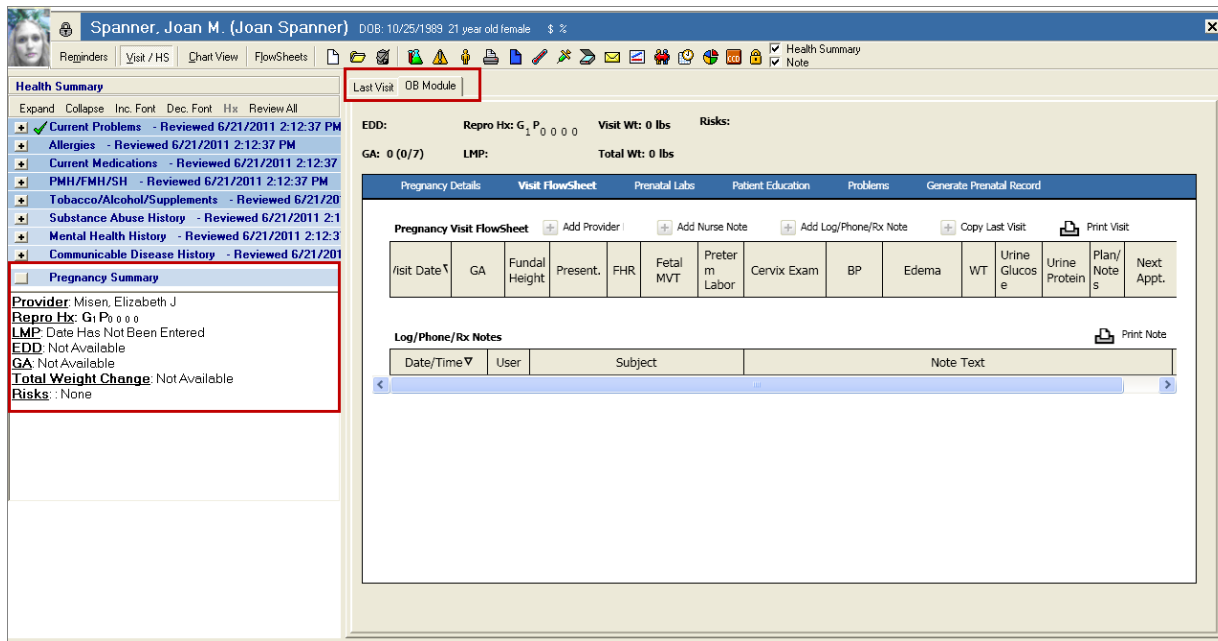 Spanner, Joan M. (Joan Spanner) DOB: 10/25/1989 21 year old female $ %
Reminders Visit / HS Chart View FlowSheets Health Summary
Note
Health Summary
Expand Collapse Inc. Font Dec. Font Hx Review All
Current Problems - Reviewed 6/21/2011 2:12:37 PM
Allergies - Reviewed 6/21/2011 2:12:37 PM
Current Medications - Reviewed 6/21/2011 2:12:37
PMH/FMH/SH - Reviewed 6/21/2011 2:12:37 PM
Tobacco/Alcohol/Supplements - Reviewed 6/21/20
Substance Abuse History - Reviewed 6/21/2011 2:1
Mental Health History - Reviewed 6/21/2011 2:12:3
Communicable Disease History - Reviewed 6/21/201
Pregnancy Summary
Provider: Misen, Elizabeth J
Repro Hx: G1 P0 0 0 0
LMP: Date Has Not Been Entered
EDD: Not Available
GA: Not Available
Total Weight Change: Not Available
Risks: : None
Last Visit OB Module
EDD: Repro Hx: G1 P0 0 0 0 Visit Wt: 0 lbs Risks:
GA: 0 (0/7) LMP: Total Wt: 0 lbs
Pregnancy Details Visit FlowSheet Prenatal Labs Patient Education Problems Generate Prenatal Record
Pregnancy Visit FlowSheet Add Provider Add Nurse Note Add Log/Phone/Rx Note Copy Last Visit Print Visit
/isit Date GA Fundal Height Present. FHR Fetal MVT Preter m Labor Cervix Exam BP Edema WT Urine Glucos e Urine Protein Plan/ Note s Next Appt.
Log/Phone/Rx Notes Print Note
Date/Time User Subject Note Text